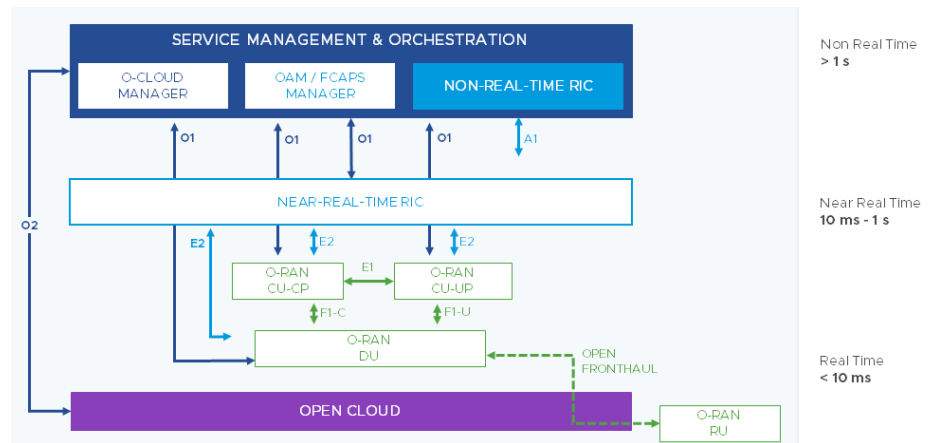 SERVICE MANAGEMENT & ORCHESTRATION
Non Real Time
> 1 s
O-CLOUD
MANAGER
OAM / FCAPS
MANAGER
NON-REAL-TIME RIC
O1
O1
O1
O1
A1
NEAR-REAL-TIME RIC
Near Real Time
10 ms - 1 s
O2
E2
E2
E2
O-RAN
CU-CP
E1
O-RAN
CU-UP
F1-C
F1-U
O-RAN
DU
OPEN
FRONTHAUL
Real Time
< 10 ms
OPEN CLOUD
O-RAN
RU